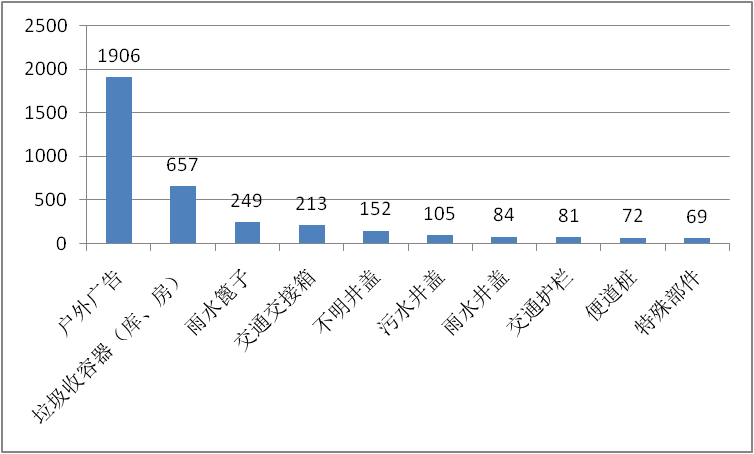 2500
2000
1500
1000
500
0
1906
657
249
213
152
105
84
81
72
69
户外广告
垃圾收容器（库、房）
雨水篦子
交通交接箱
不明井盖
污水井盖
雨水井盖
交通护栏
便道桩
特殊部件